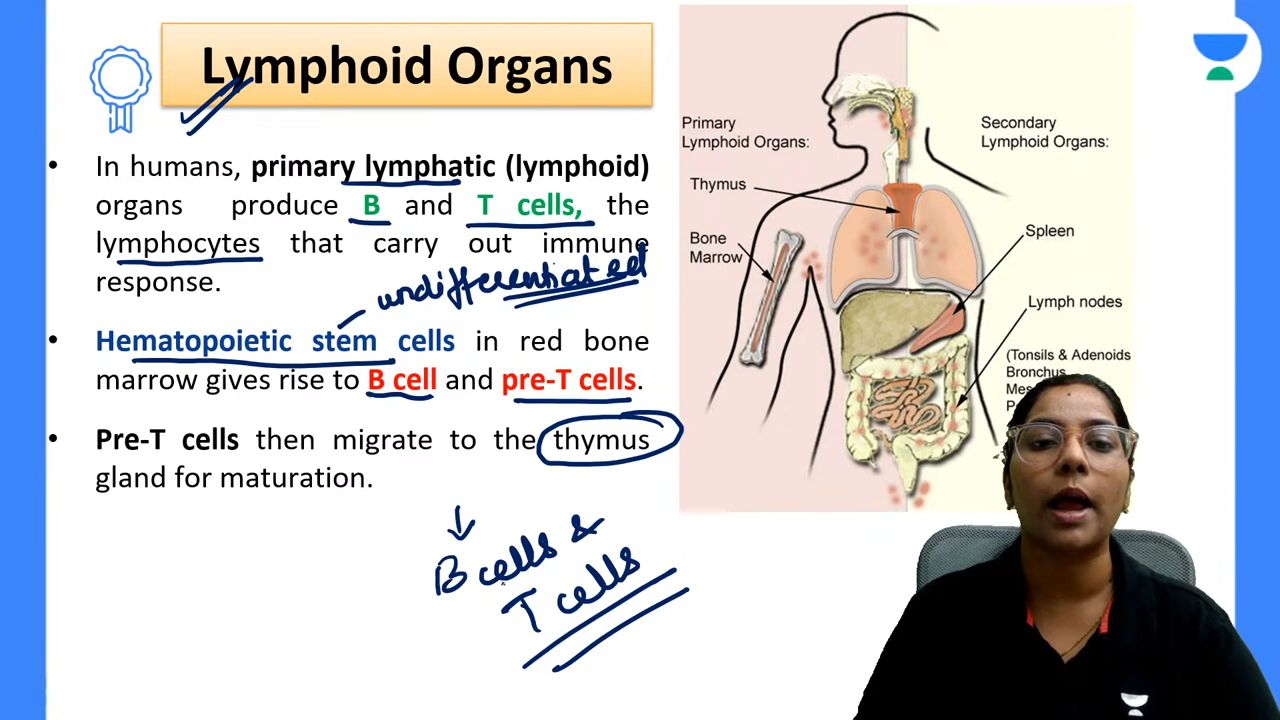 Lymphoid Organs
• In humans, primary lymphatic (lymphoid)
organs produce B and T cells, the
lymphocytes that carry out immune
response.
undifferentiated
• Hematopoietic stem cells in red bone
marrow gives rise to B cell and pre-T cells.
• Pre-T cells then migrate to the thymus
gland for maturation.
B cells &
T cells
Primary
Lymphoid Organs:
Thymus
Bone
Marrow
Secondary
Lymphoid Organs:
Spleen
Lymph nodes
(Tonsils & Adenoids
Bronchus